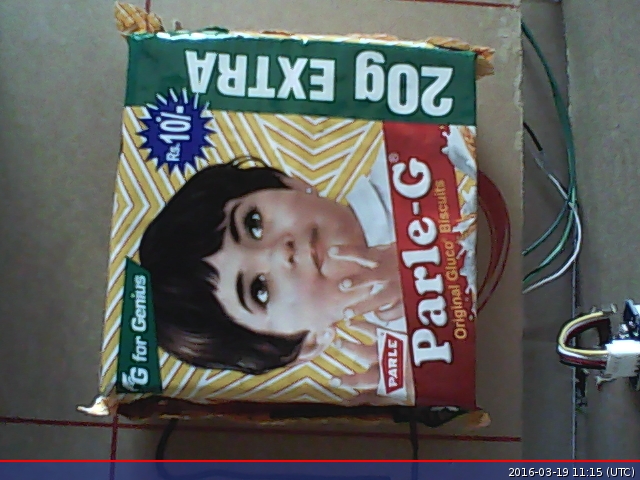 20g EXTRA
Rs. 10/-
Parle-G®
Original Gluco Biscuits
PARLE
G for Genius
2016-03-19 11:15 (UTC)